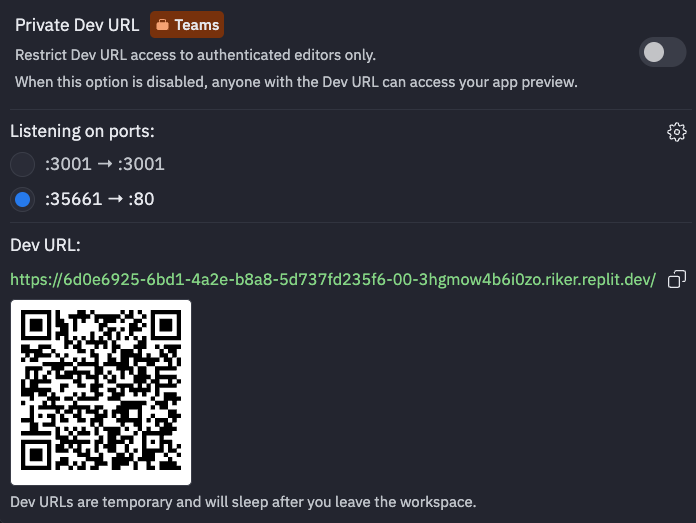 Private Dev URL Teams
Restrict Dev URL access to authenticated editors only.
When this option is disabled, anyone with the Dev URL can access your app preview.
Listening on ports:
:3001 → :3001
:35661 → :80
Dev URL:
https://6d0e6925-6bd1-4a2e-b8a8-5d737fd235f6-00-3hgmow4b6i0zo.riker.replit.dev/
Dev URLs are temporary and will sleep after you leave the workspace.